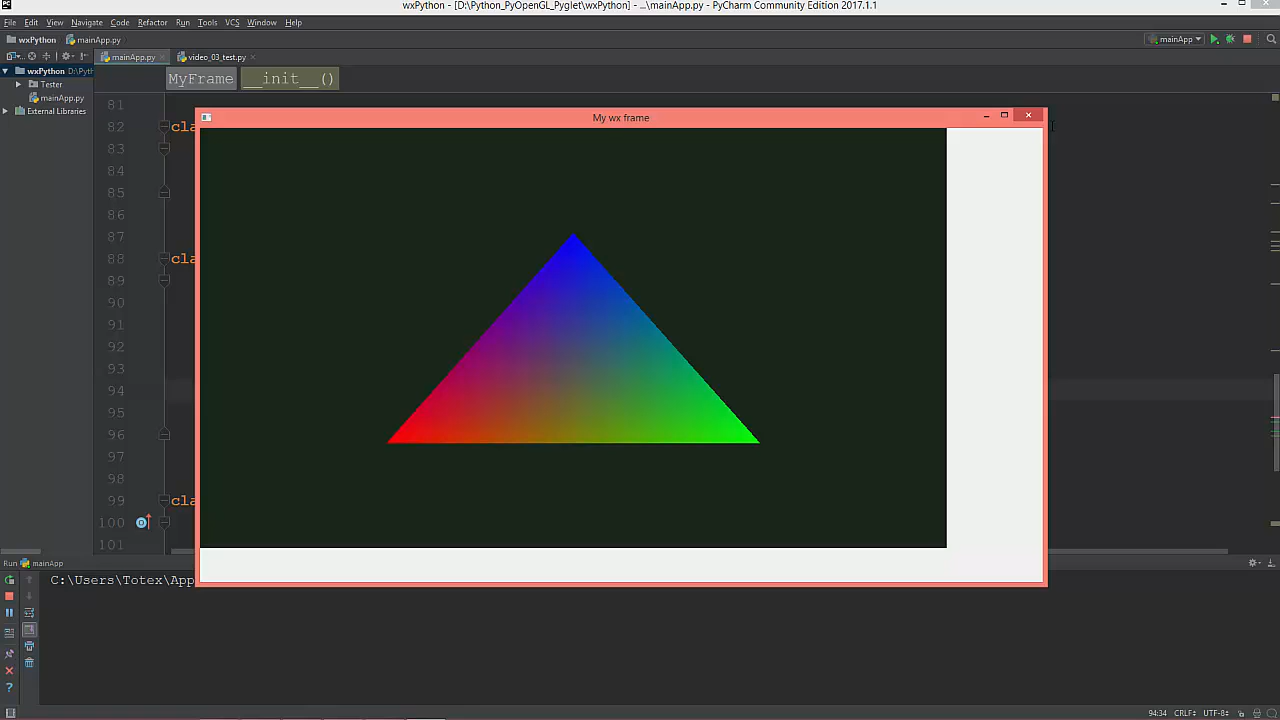 wxPython - [D:\Python_PyOpenGL_Pyglet\wxPython] - ...\mainApp.py - PyCharm Community Edition 2017.1.1
File Edit View Navigate Code Refactor Run Tools VCS Window Help
wxPython mainApp.py mainApp
mainApp.py video_03_test.py
wxPython D:\Pyth
Tester
mainApp.py
External Libraries
MyFrame __init__()
81
My wx frame
82 cla
83
84
85
86
87
88 cla
89
90
91
92
93
94
95
96
97
98
99 cla
100
101
Run mainApp
C:\Users\Totex\App
94:34 CRLF÷ UTF-8÷